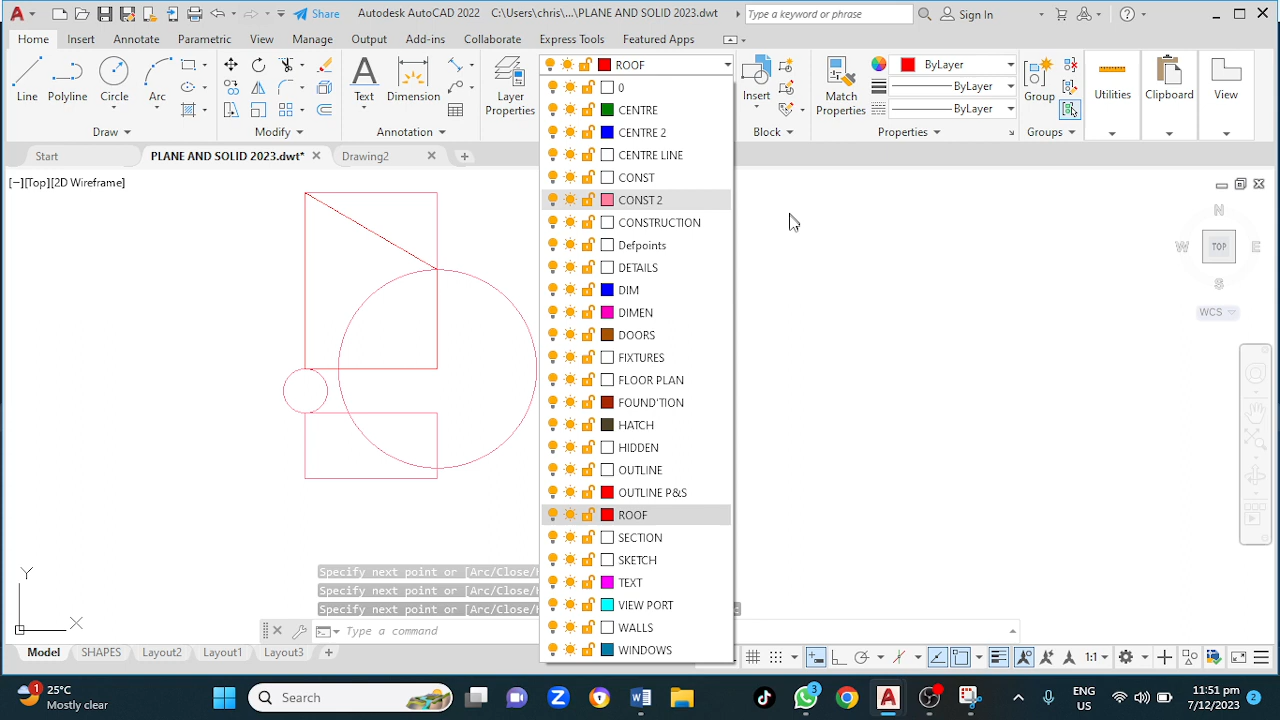 Share
Autodesk AutoCAD 2022 C:\Users\chris\...\PLANE AND SOLID 2023.dwt
Type a keyword or phrase
Sign In
Home Insert Annotate Parametric View Manage Output Add-ins Collaborate Express Tools Featured Apps
Line Polyline Circle Arc
Draw
Modify
Text Dimension
Annotation
Layer
Properties
ROOF
Insert
Block
Match
Properties
ByLayer
ByLayer
ByLayer
Properties
Group
Groups
Utilities
Clipboard
View
Start PLANE AND SOLID 2023.dwt* Drawing2
[−][Top][2D Wireframe]
0
CENTRE
CENTRE 2
CENTRE LINE
CONST
CONST 2
CONSTRUCTION
Defpoints
DETAILS
DIM
DIMEN
DOORS
FIXTURES
FLOOR PLAN
FOUND'TION
HATCH
HIDDEN
OUTLINE
OUTLINE P&S
ROOF
SECTION
SKETCH
TEXT
VIEW PORT
WALLS
WINDOWS
N
W TOP E
S
WCS
Y
X
Specify next point or [Arc/Close/
Specify next point or [Arc/Close/
Specify next point or [Arc/Close/
Type a command
Model SHAPES Layout2 Layout1 Layout3
1:1
1
25°C
Search
3
ENG
US
11:51 pm
7/12/2023
2